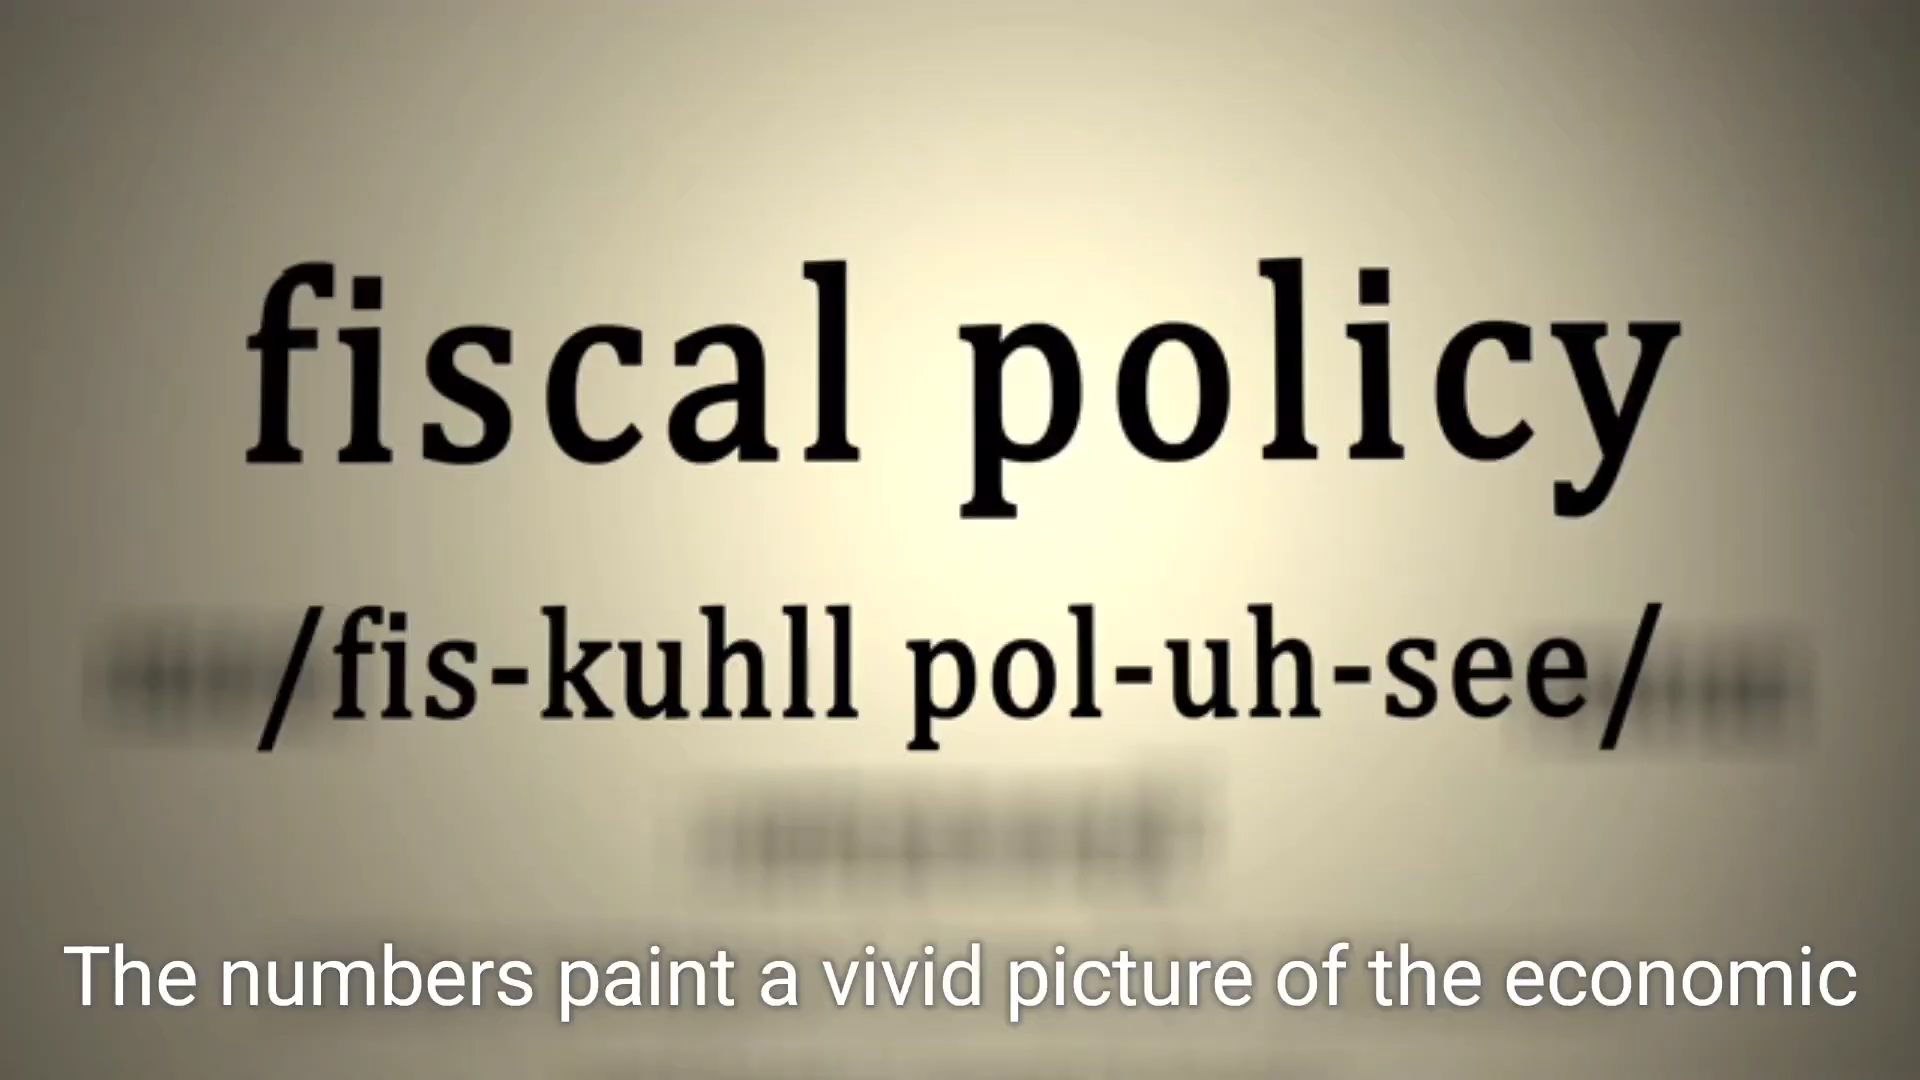 fiscal policy
/fis-kuhll pol-uh-see/
The numbers paint a vivid picture of the economic